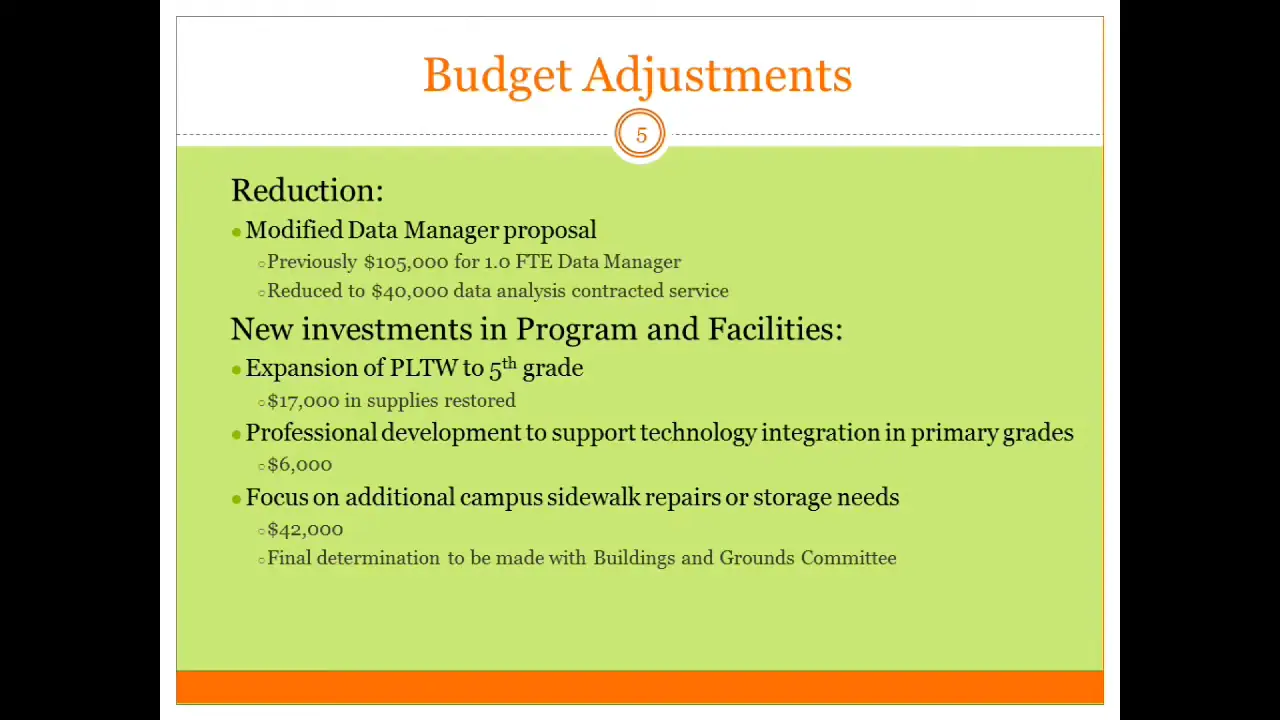 Budget Adjustments
5
Reduction:
Modified Data Manager proposal
Previously $105,000 for 1.0 FTE Data Manager
Reduced to $40,000 data analysis contracted service
New investments in Program and Facilities:
Expansion of PLTW to 5th grade
$17,000 in supplies restored
Professional development to support technology integration in primary grades
$6,000
Focus on additional campus sidewalk repairs or storage needs
$42,000
Final determination to be made with Buildings and Grounds Committee